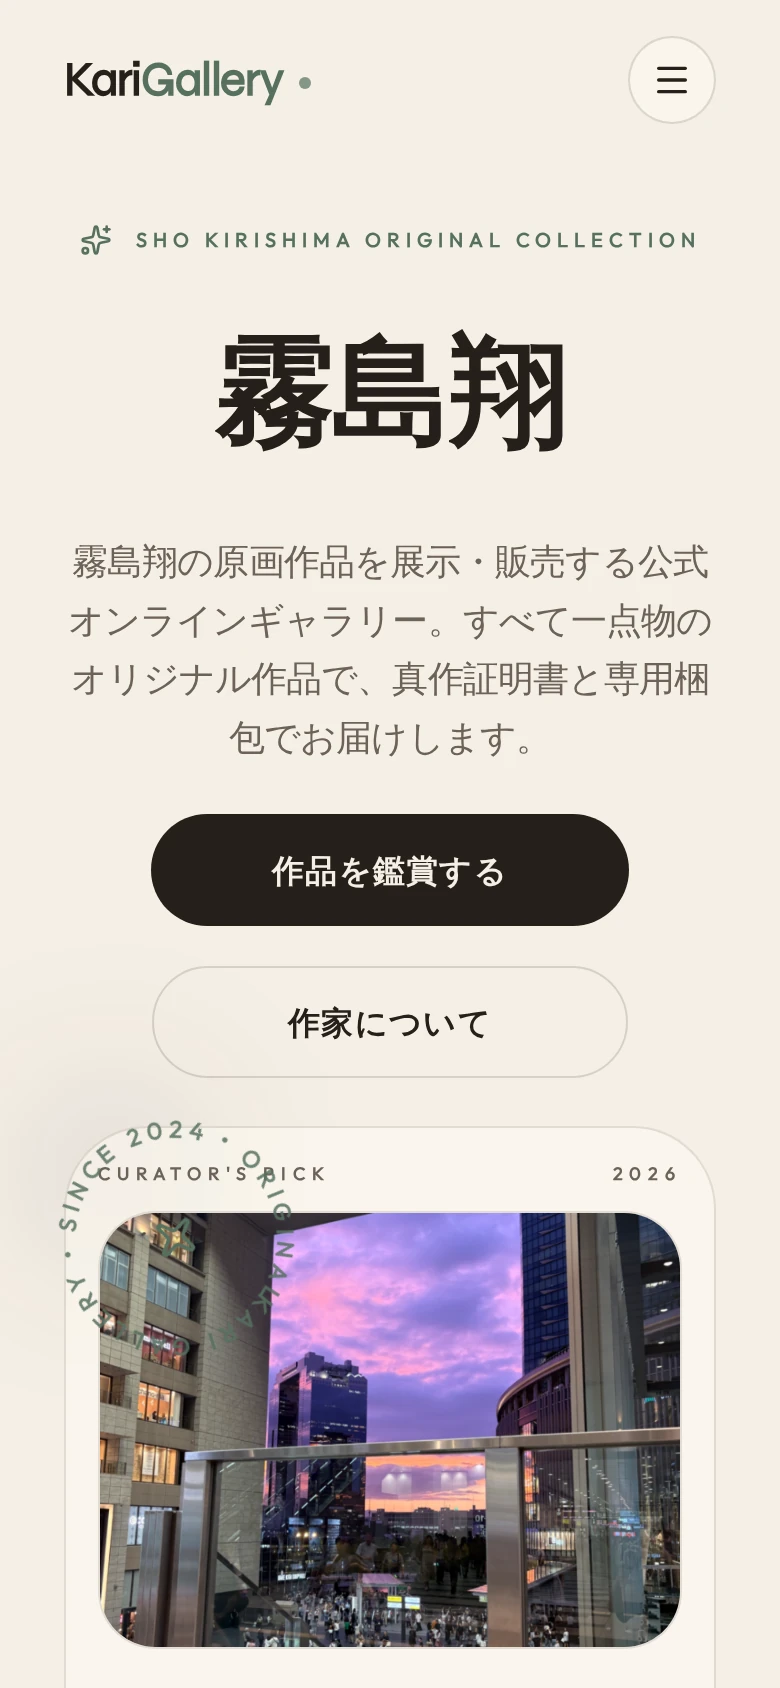 KariGallery
SHO KIRISHIMA ORIGINAL COLLECTION
霧島翔
霧島翔の原画作品を展示・販売する公式
オンラインギャラリー。すべて一点物の
オリジナル作品で、真作証明書と専用梱
包でお届けします。
作品を鑑賞する
作家について
SINCE 2024 • ORIGINAL KARI GALLERY •
CURATOR'S PICK
2026